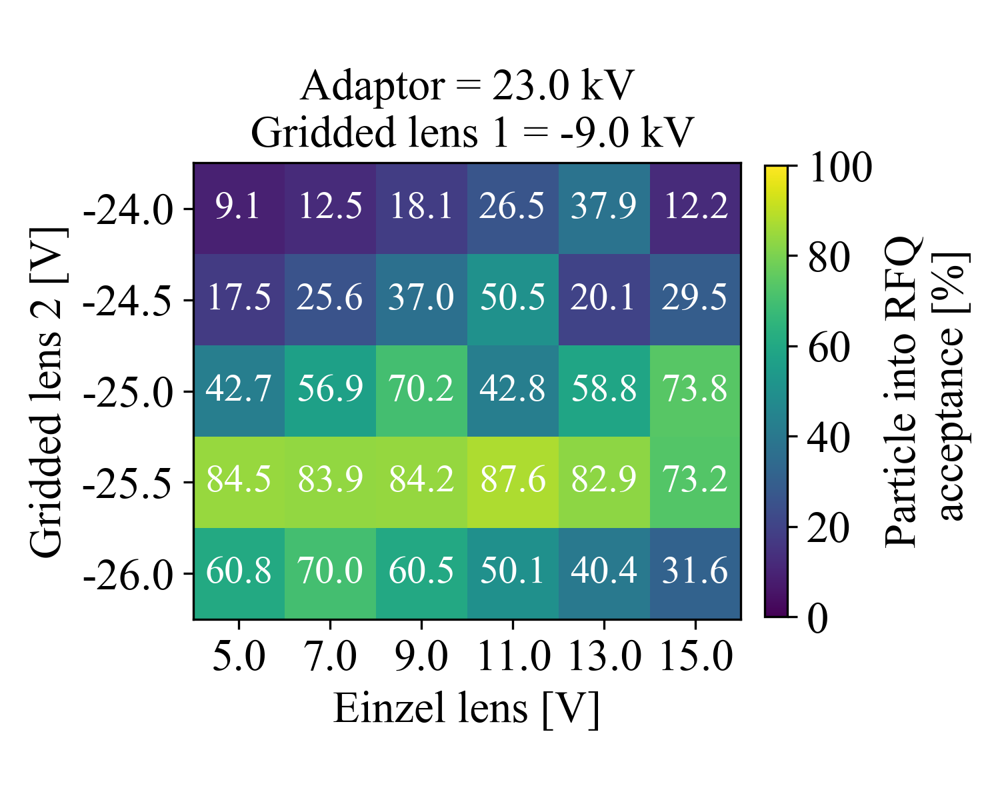 Adaptor = 23.0 kV
Gridded lens 1 = -9.0 kV
Gridded lens 2 [V]
-24.0 9.1 12.5 18.1 26.5 37.9 12.2
-24.5 17.5 25.6 37.0 50.5 20.1 29.5
-25.0 42.7 56.9 70.2 42.8 58.8 73.8
-25.5 84.5 83.9 84.2 87.6 82.9 73.2
-26.0 60.8 70.0 60.5 50.1 40.4 31.6
5.0 7.0 9.0 11.0 13.0 15.0
Einzel lens [V]
100
80
60
40
20
0
Particle into RFQ
acceptance [%]